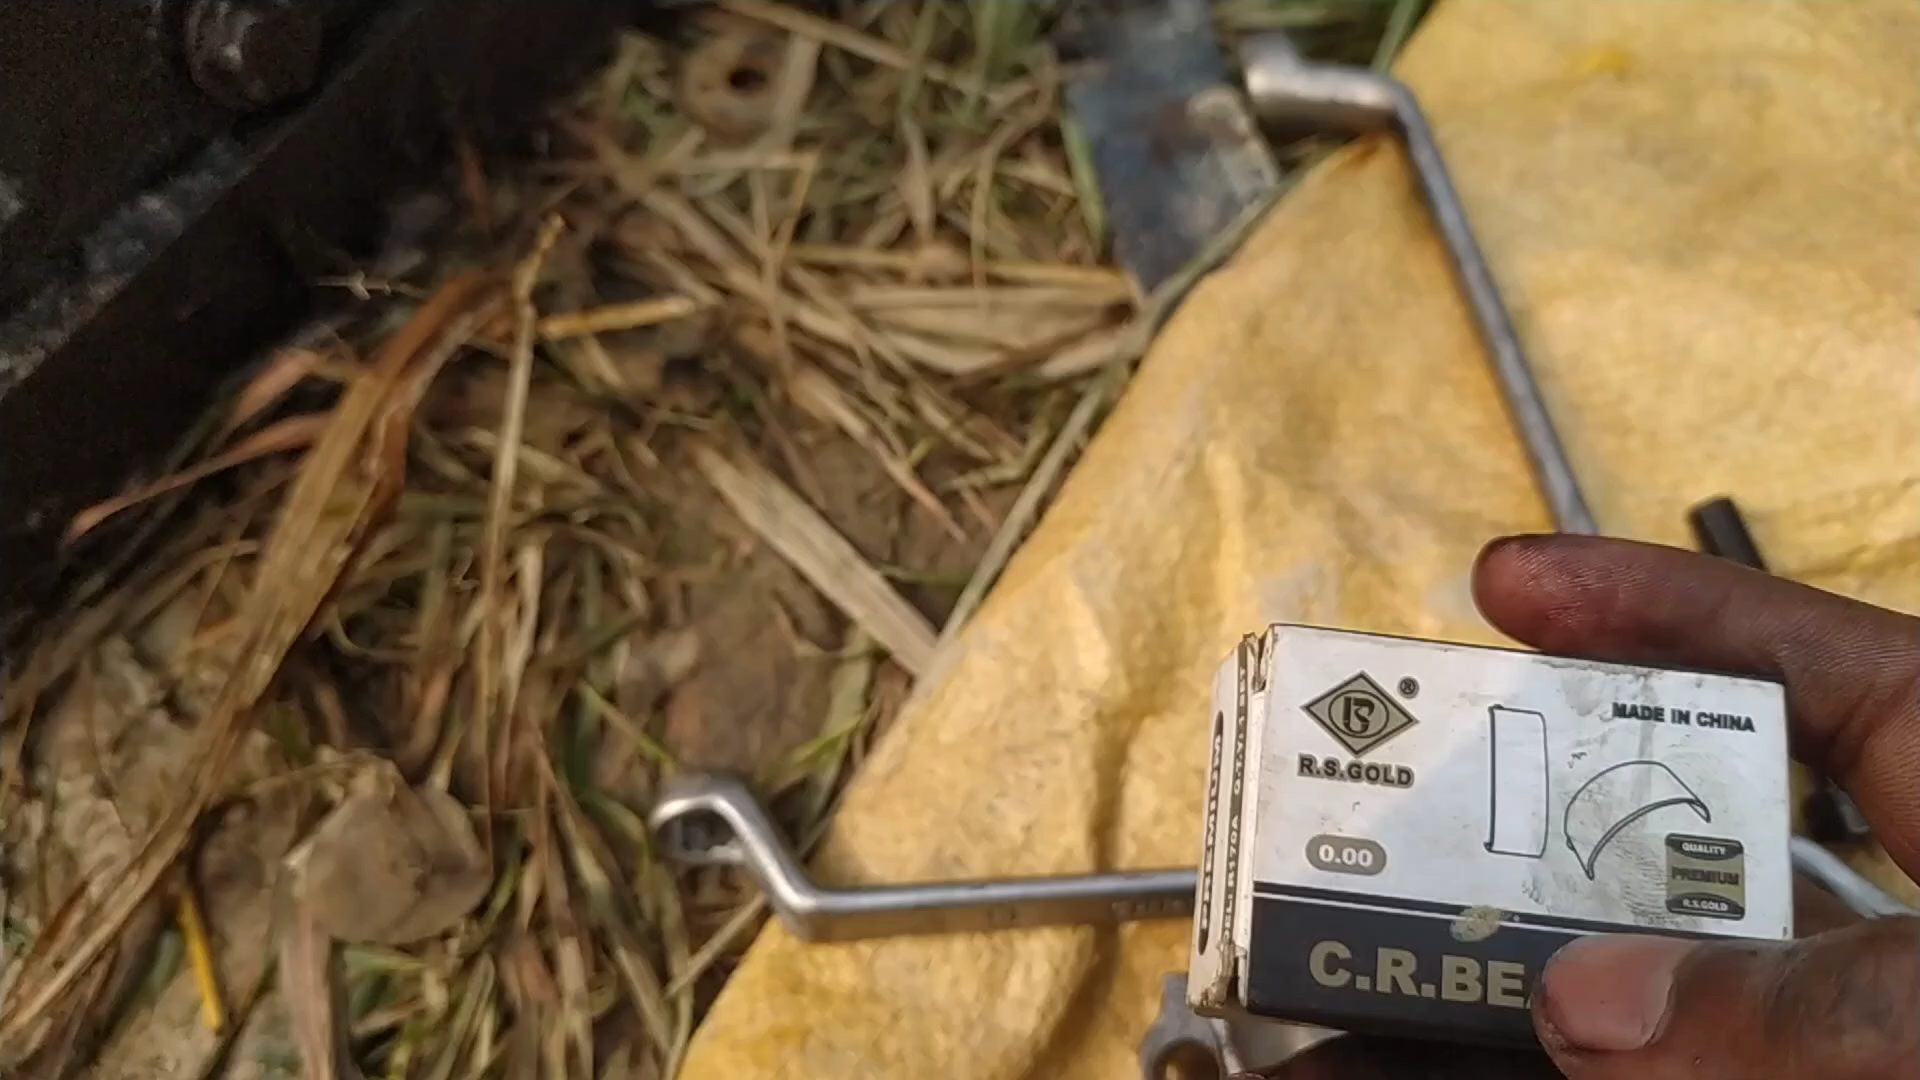 R.S.GOLD
®
MADE IN CHINA
0.00
QUALITY
PREMIUM
R.S.GOLD
C.R.BE
PREMIUM